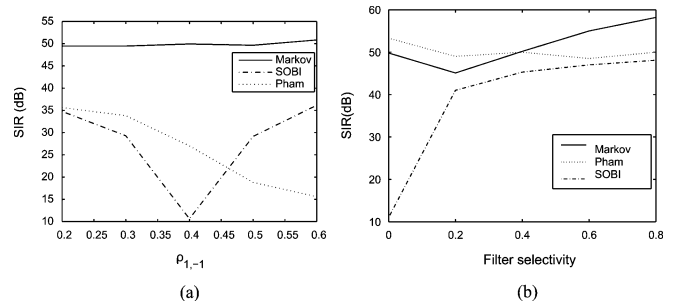 55
50
45
40
35
30
25
20
15
10
SIR (dB)
0.2 0.25 0.3 0.35 0.4 0.45 0.5 0.55 0.6
ρ1,−1
Markov
SOBI
Pham
(a)
60
50
40
30
20
10
SIR(dB)
0 0.2 0.4 0.6 0.8
Filter selectivity
Markov
Pham
SOBI
(b)